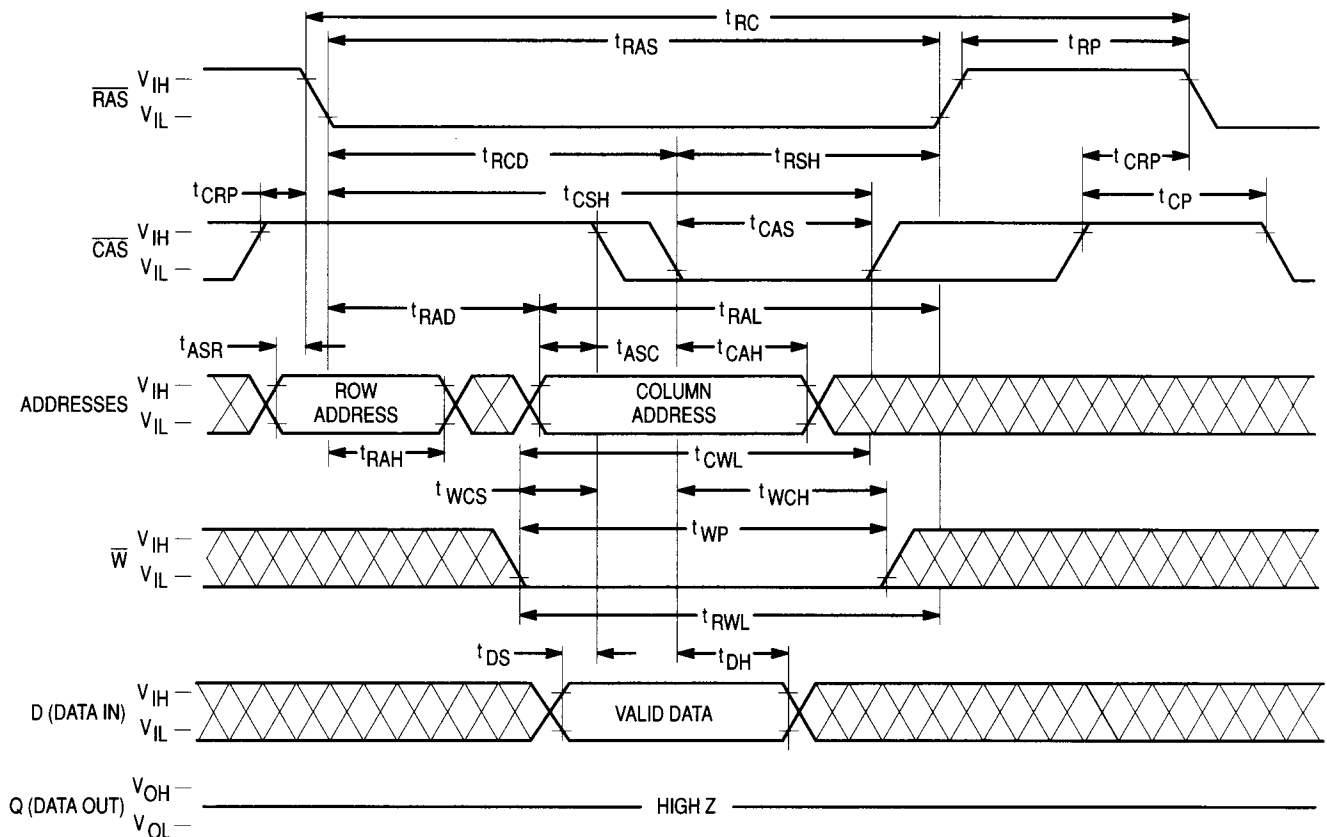 tRC
tRAS
tRP
RAS
VIH
VIL
tRCD
tRSH
tCRP
tCRP
tCSH
tCP
tCAS
CAS
VIH
VIL
tRAD
tRAL
tASR
tASC
tCAH
ADDRESSES
VIH
VIL
ROW
ADDRESS
COLUMN
ADDRESS
tRAH
tCWL
tWCS
tWCH
tWP
W
VIH
VIL
tRWL
tDS
tDH
D (DATA IN)
VIH
VIL
VALID DATA
Q (DATA OUT)
VOH
VOL
HIGH Z